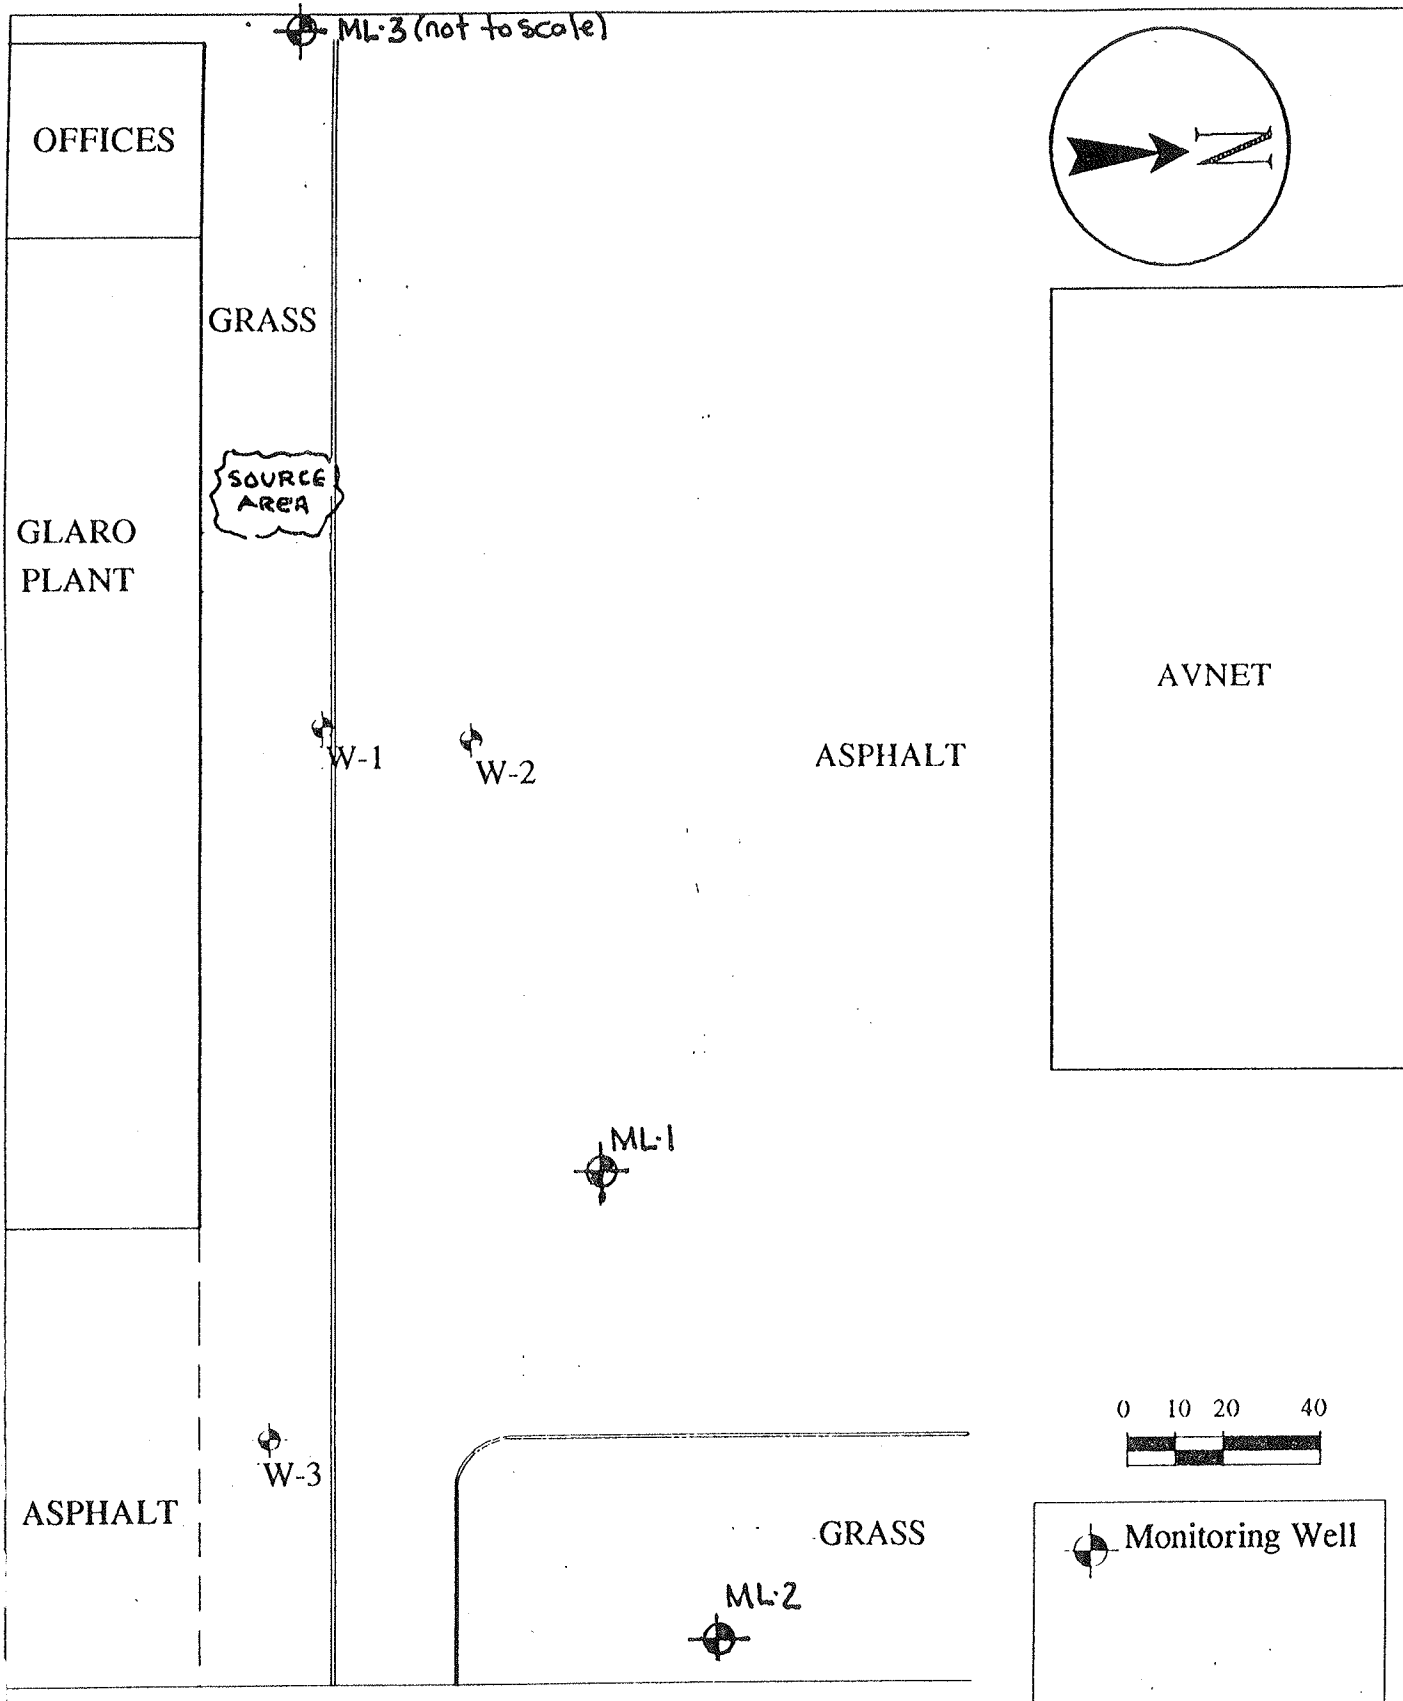 ML-3 (not to scale)
OFFICES
N
GRASS
SOURCE
AREA
GLARO
PLANT
AVNET
W-1
W-2
ASPHALT
ML-1
0 10 20 40
W-3
ASPHALT
GRASS
Monitoring Well
ML-2